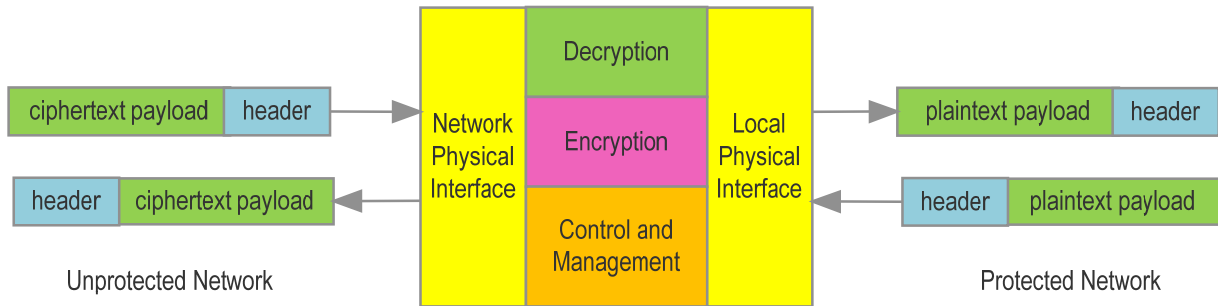 ciphertext payload header
header ciphertext payload
Unprotected Network
Network
Physical
Interface
Decryption
Encryption
Control and
Management
Local
Physical
Interface
plaintext payload header
header plaintext payload
Protected Network